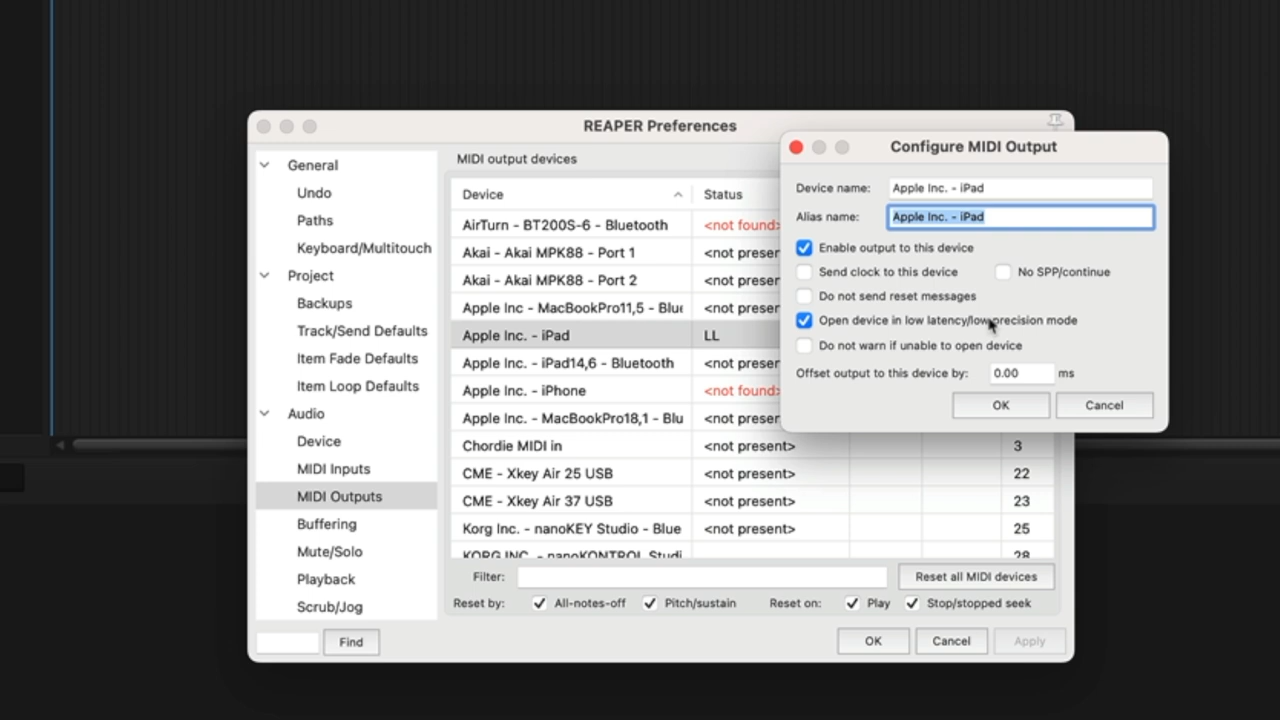 REAPER Preferences
General
Undo
Paths
Keyboard/Multitouch
Project
Backups
Track/Send Defaults
Item Fade Defaults
Item Loop Defaults
Audio
Device
MIDI Inputs
MIDI Outputs
Buffering
Mute/Solo
Playback
Scrub/Jog
Find
MIDI output devices
Device Status
AirTurn - BT200S-6 - Bluetooth <not found>
Akai - Akai MPK88 - Port 1 <not presen
Akai - Akai MPK88 - Port 2 <not presen
Apple Inc - MacBookPro11,5 - Blu <not presen
Apple Inc. - iPad LL
Apple Inc. - iPad14,6 - Bluetooth <not presen
Apple Inc. - iPhone <not found>
Apple Inc. - MacBookPro18,1 - Blu <not presen
Chordie MIDI in <not present> 3
CME - Xkey Air 25 USB <not present> 22
CME - Xkey Air 37 USB <not present> 23
Korg Inc. - nanoKEY Studio - Blue <not present> 25
KORG INC. - nanoKONTROL Studi 28
Filter: Reset all MIDI devices
Reset by: All-notes-off Pitch/sustain Reset on: Play Stop/stopped seek
OK Cancel Apply
Configure MIDI Output
Device name: Apple Inc. - iPad
Alias name: Apple Inc. - iPad
Enable output to this device
Send clock to this device No SPP/continue
Do not send reset messages
Open device in low latency/low precision mode
Do not warn if unable to open device
Offset output to this device by: 0.00 ms
OK Cancel